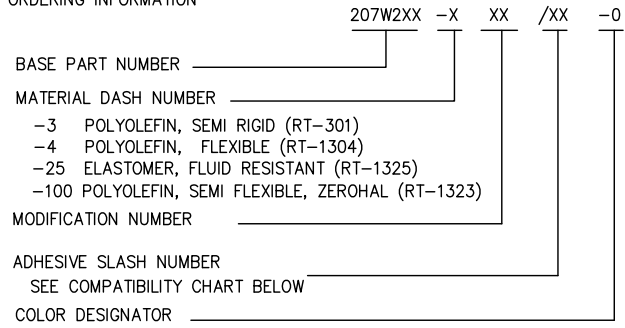 ORDERING INFORMATION
207W2XX -X XX /XX -0
BASE PART NUMBER
MATERIAL DASH NUMBER
-3 POLYOLEFIN, SEMI RIGID (RT-301)
-4 POLYOLEFIN, FLEXIBLE (RT-1304)
-25 ELASTOMER, FLUID RESISTANT (RT-1325)
-100 POLYOLEFIN, SEMI FLEXIBLE, ZEROHAL (RT-1323)
MODIFICATION NUMBER
ADHESIVE SLASH NUMBER
SEE COMPATIBILITY CHART BELOW
COLOR DESIGNATOR